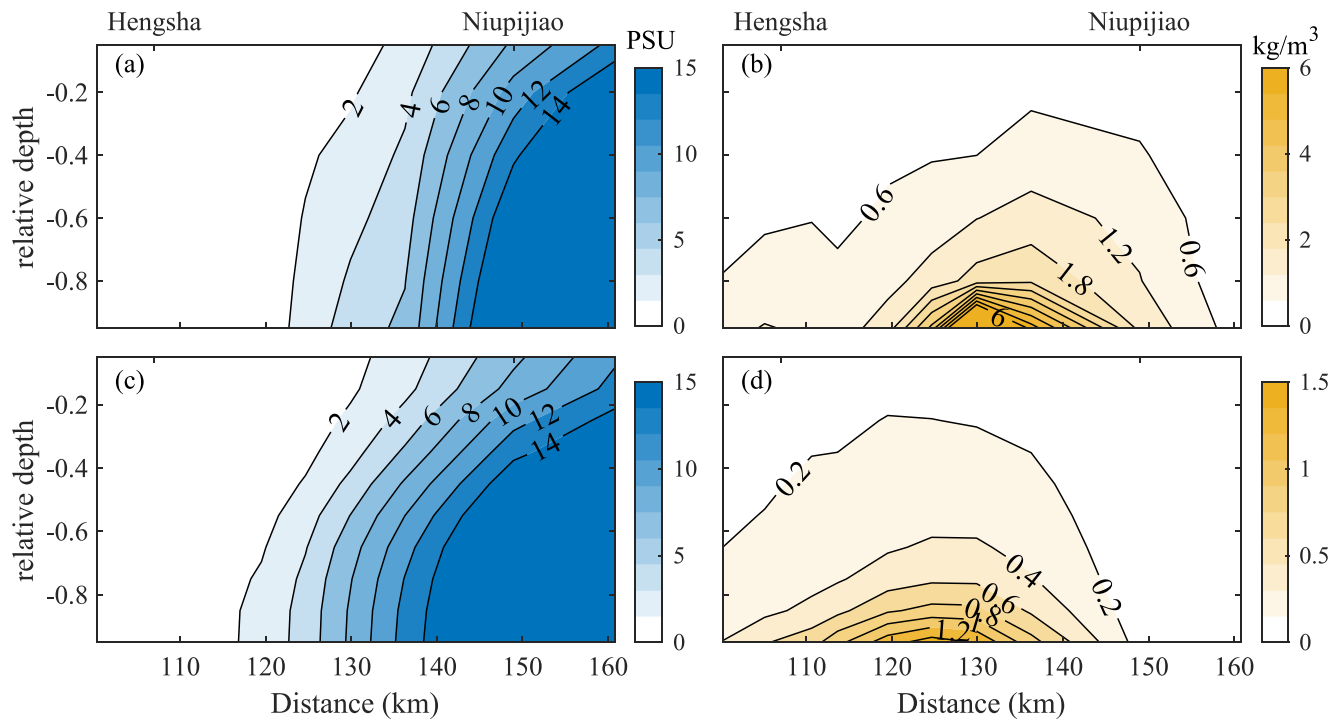 Hengsha Niupijiao
PSU
(a)
2 4 6 8 10 12 14
-0.2
-0.4
-0.6
-0.8
relative depth
15
10
5
0
Hengsha Niupijiao
kg/m³
(b)
0.6 1.2 1.8 6 0.6
6
4
2
0
(c)
2 4 6 8 10 12 14
-0.2
-0.4
-0.6
-0.8
relative depth
110 120 130 140 150 160
Distance (km)
15
10
5
0
(d)
0.2 0.4 0.6 0.8 1 1.2 0.2
110 120 130 140 150 160
Distance (km)
1.5
1
0.5
0